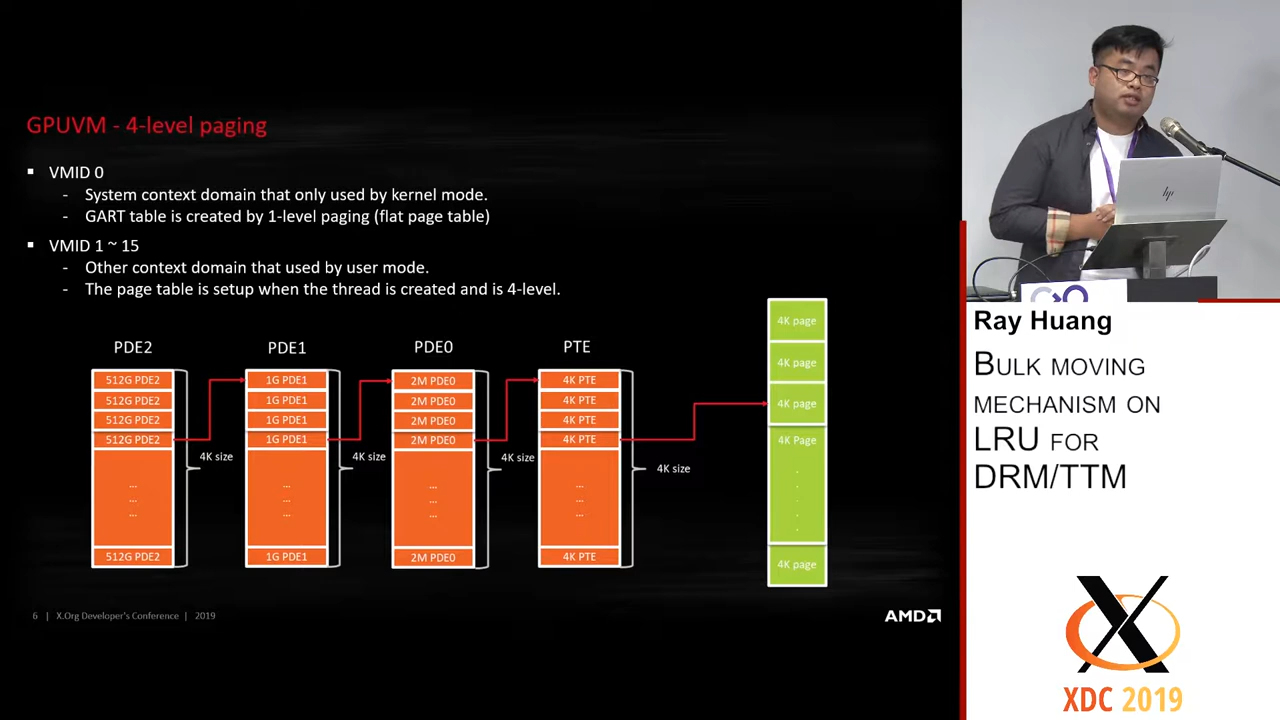 GPUVM - 4-level paging
▪ VMID 0
- System context domain that only used by kernel mode.
- GART table is created by 1-level paging (flat page table)
▪ VMID 1 ~ 15
- Other context domain that used by user mode.
- The page table is setup when the thread is created and is 4-level.
PDE2
512G PDE2
512G PDE2
512G PDE2
512G PDE2
...
...
...
512G PDE2
4K size
PDE1
1G PDE1
1G PDE1
1G PDE1
1G PDE1
...
...
...
1G PDE1
4K size
PDE0
2M PDE0
2M PDE0
2M PDE0
2M PDE0
...
...
...
2M PDE0
4K size
PTE
4K PTE
4K PTE
4K PTE
4K PTE
...
...
...
4K PTE
4K size
4K page
4K page
4K page
4K Page
.
.
.
.
4K page
6 | X.Org Developer's Conference | 2019
AMD
hp
Ray Huang
Bulk moving
mechanism on
LRU for
DRM/TTM
X
XDC 2019